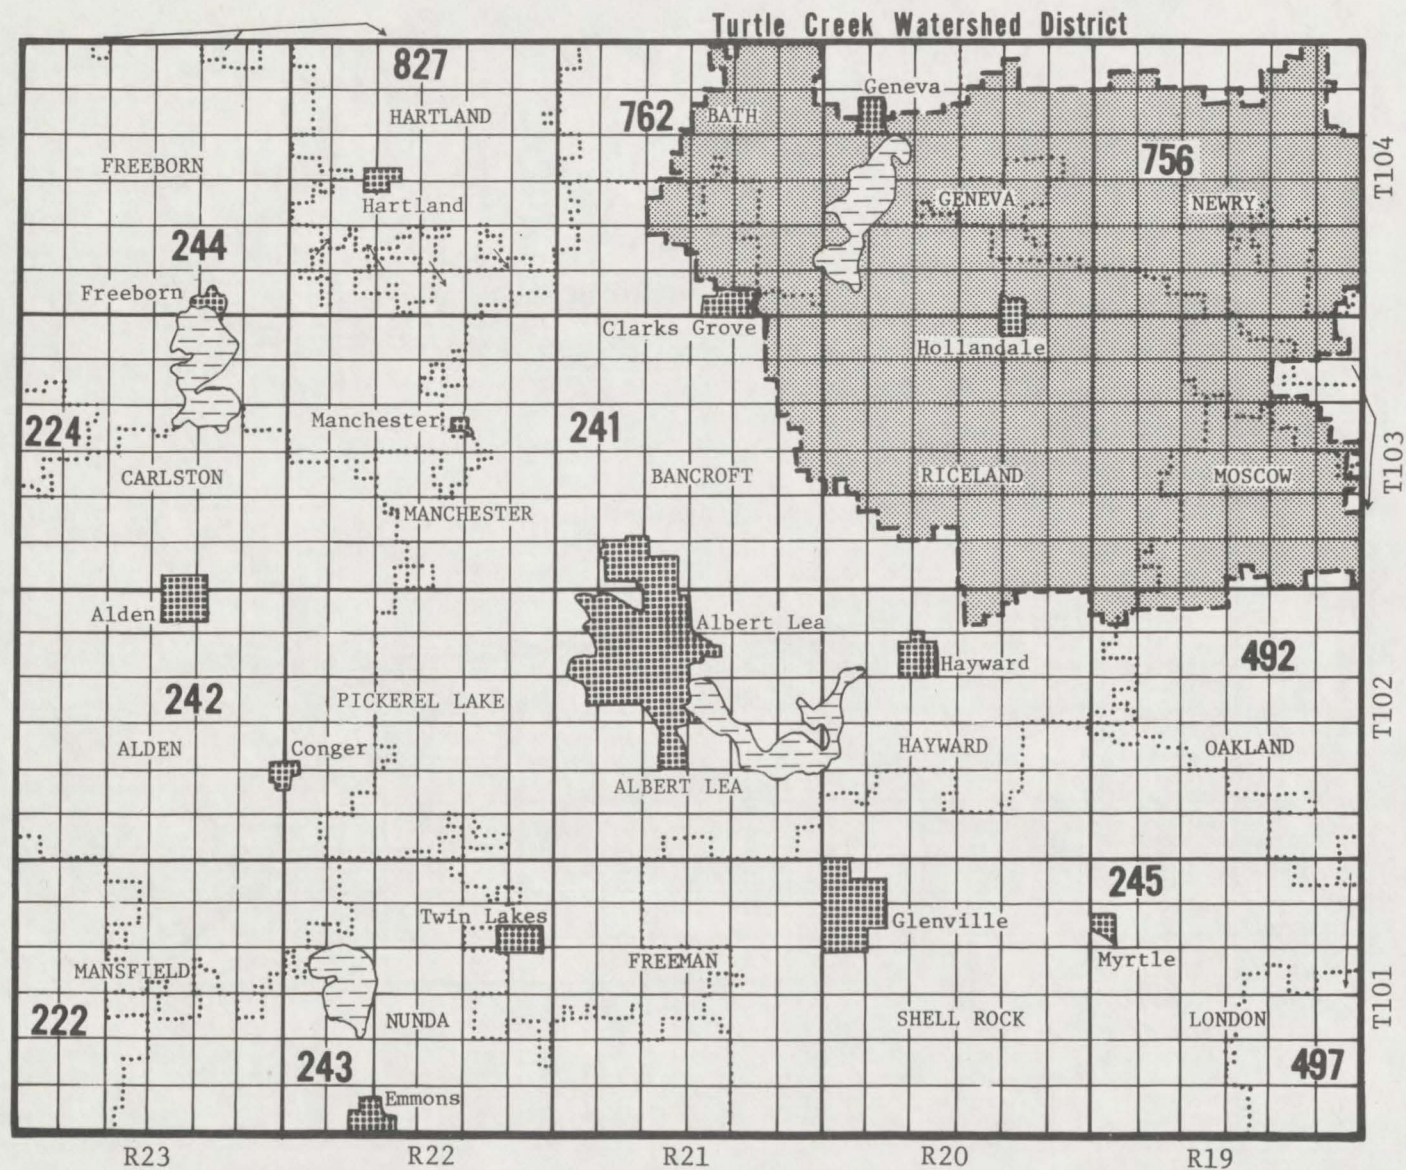 Turtle Creek Watershed District
827
Geneva
HARTLAND
762
BATH
FREEBORN
756
T104
Hartland
GENEVA
NEWRY
244
Freeborn
Clarks Grove
Hollandale
Manchester
224
241
T103
CARLSTON
BANCROFT
RICELAND
MOSCOW
MANCHESTER
Alden
Albert Lea
Hayward
492
242
PICKEREL LAKE
T102
ALDEN
Conger
HAYWARD
OAKLAND
ALBERT LEA
245
Twin Lakes
Glenville
MANSFIELD
FREEMAN
Myrtle
T101
222
NUNDA
SHELL ROCK
LONDON
243
497
Emmons
R23
R22
R21
R20
R19